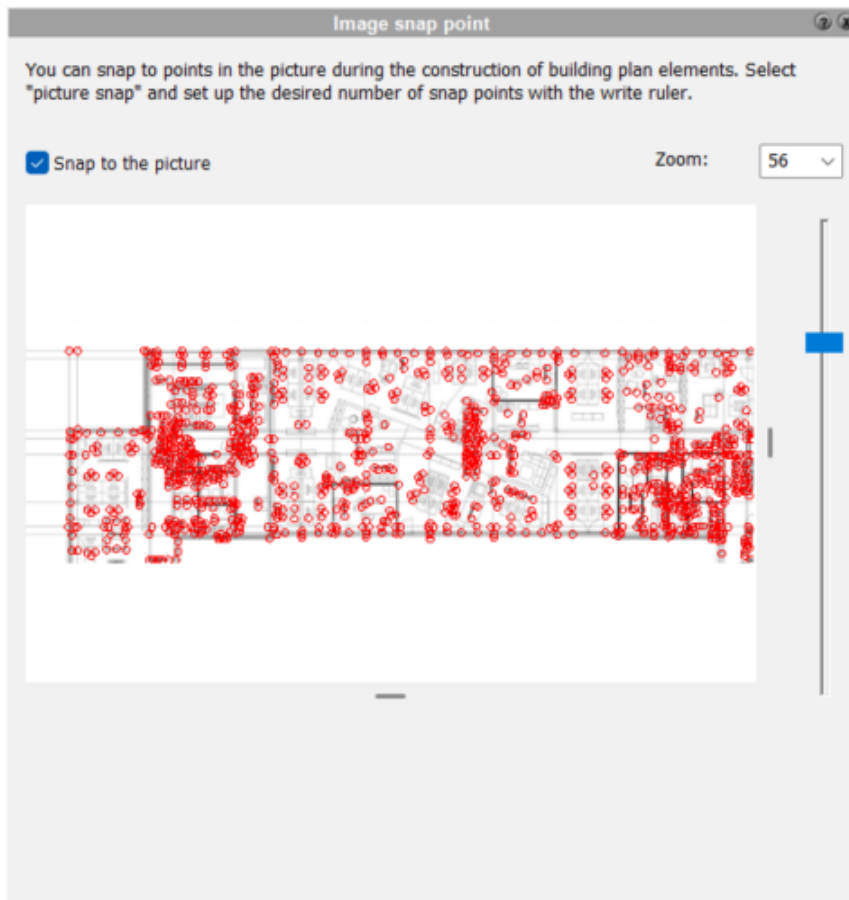 Image snap point
You can snap to points in the picture during the construction of building plan elements. Select
"picture snap" and set up the desired number of snap points with the write ruler.
Snap to the picture
Zoom:
56